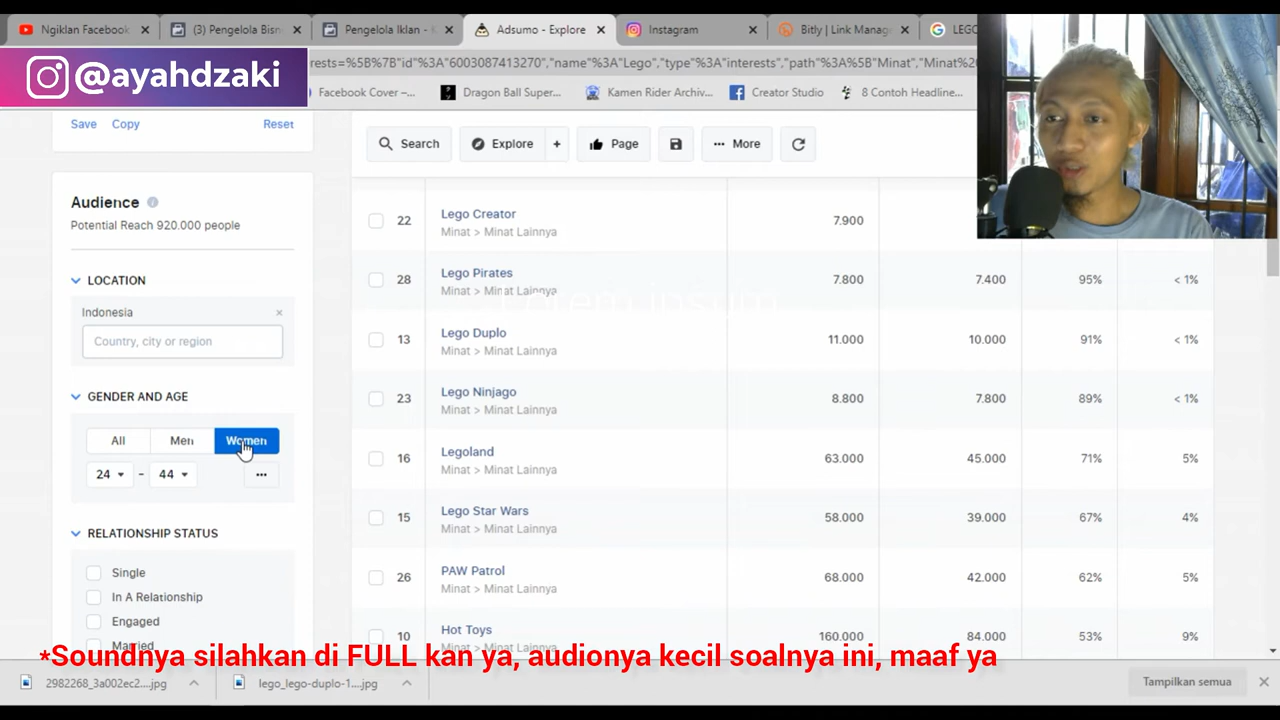 Ngiklan Facebook
(3) Pengelola Bisn
Pengelola Iklan - K
Adsumo - Explore
Instagram
Bitly | Link Manag
LEGO
@ayahdzaki
rests=%5B%7B"id"%3A"6003087413270","name"%3A"Lego","type"%3A"interests","path"%3A%5B"Minat","Minat%20
Facebook Cover –...
Dragon Ball Super...
Kamen Rider Archiv...
Creator Studio
8 Contoh Headline...
Save Copy Reset
Search Explore + Page More
Audience
Potential Reach 920.000 people
LOCATION
Indonesia ×
Country, city or region
GENDER AND AGE
All Men Women
24 - 44 •••
RELATIONSHIP STATUS
Single
In A Relationship
Engaged
Married
22 Lego Creator 7.900
Minat > Minat Lainnya
28 Lego Pirates 7.800 7.400 95% < 1%
Minat > Minat Lainnya
13 Lego Duplo 11.000 10.000 91% < 1%
Minat > Minat Lainnya
23 Lego Ninjago 8.800 7.800 89% < 1%
Minat > Minat Lainnya
16 Legoland 63.000 45.000 71% 5%
Minat > Minat Lainnya
15 Lego Star Wars 58.000 39.000 67% 4%
Minat > Minat Lainnya
26 PAW Patrol 68.000 42.000 62% 5%
Minat > Minat Lainnya
10 Hot Toys 160.000 84.000 53% 9%
Minat > Minat Lainnya
Lorem ipsum
*Soundnya silahkan di FULL kan ya, audionya kecil soalnya ini, maaf ya
2982268_3a002ec2....jpg
lego_lego-duplo-1....jpg
Tampilkan semua